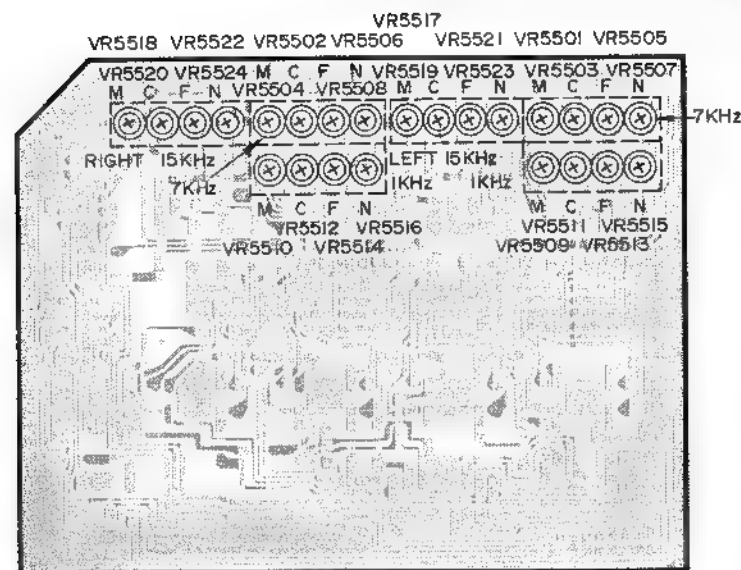 VR5517
VR5518 VR5522 VR5502 VR5506 VR5521 VR5501 VR5505
VR5520 VR5524 M C F N VR5519 VR5523 VR5503 VR5507
M C F N VR5504 VR5508 M C F N M C F N
7KHz
RIGHT 15KHz LEFT 15KHz
7KHz 1KHz 1KHz
M C F N M C F N
VR5512 VR5516 VR5511 VR5515
VR5510 VR5514 VR5509 VR5513